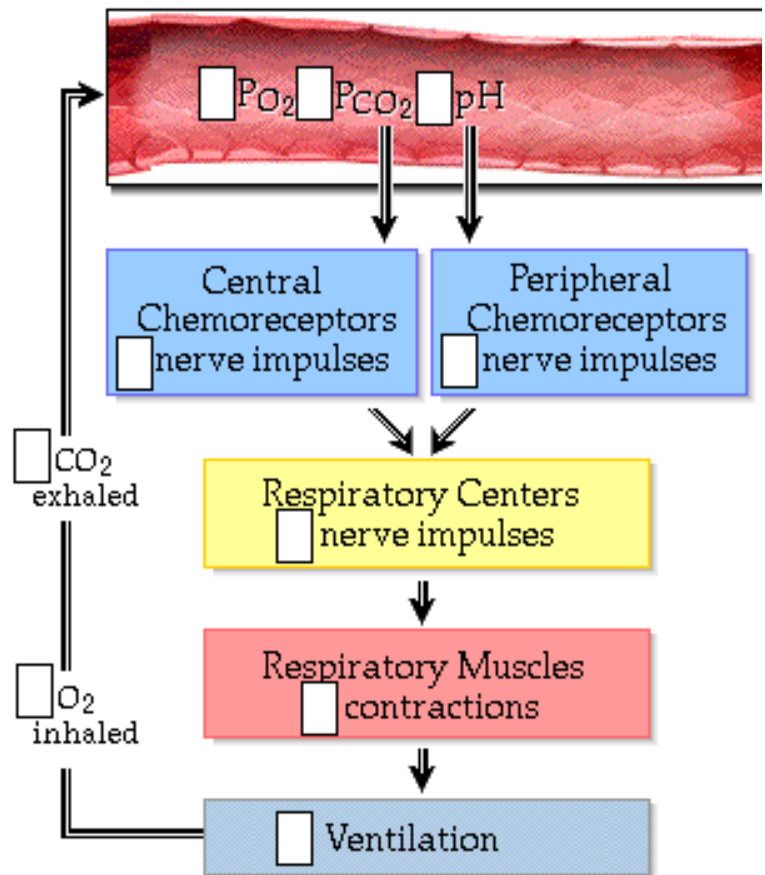 PO₂ PCO₂ pH
Central
Chemoreceptors
nerve impulses
Peripheral
Chemoreceptors
nerve impulses
CO₂
exhaled
Respiratory Centers
nerve impulses
Respiratory Muscles
contractions
O₂
inhaled
Ventilation